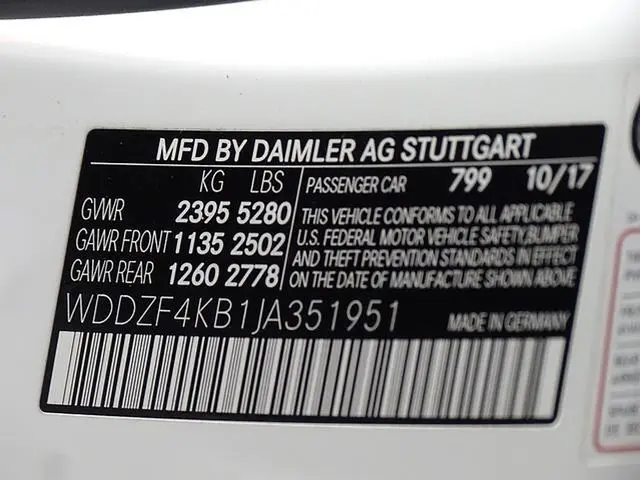 MFD BY DAIMLER AG STUTTGART
KG LBS
GVWR 2395 5280
GAWR FRONT 1135 2502
GAWR REAR 1260 2778
PASSENGER CAR 799 10/17
THIS VEHICLE CONFORMS TO ALL APPLICABLE
U.S. FEDERAL MOTOR VEHICLE SAFETY,BUMPER
AND THEFT PREVENTION STANDARDS IN EFFECT
ON THE DATE OF MANUFACTURE SHOWN ABOVE
WDDZF4KB1JA351951 MADE IN GERMANY